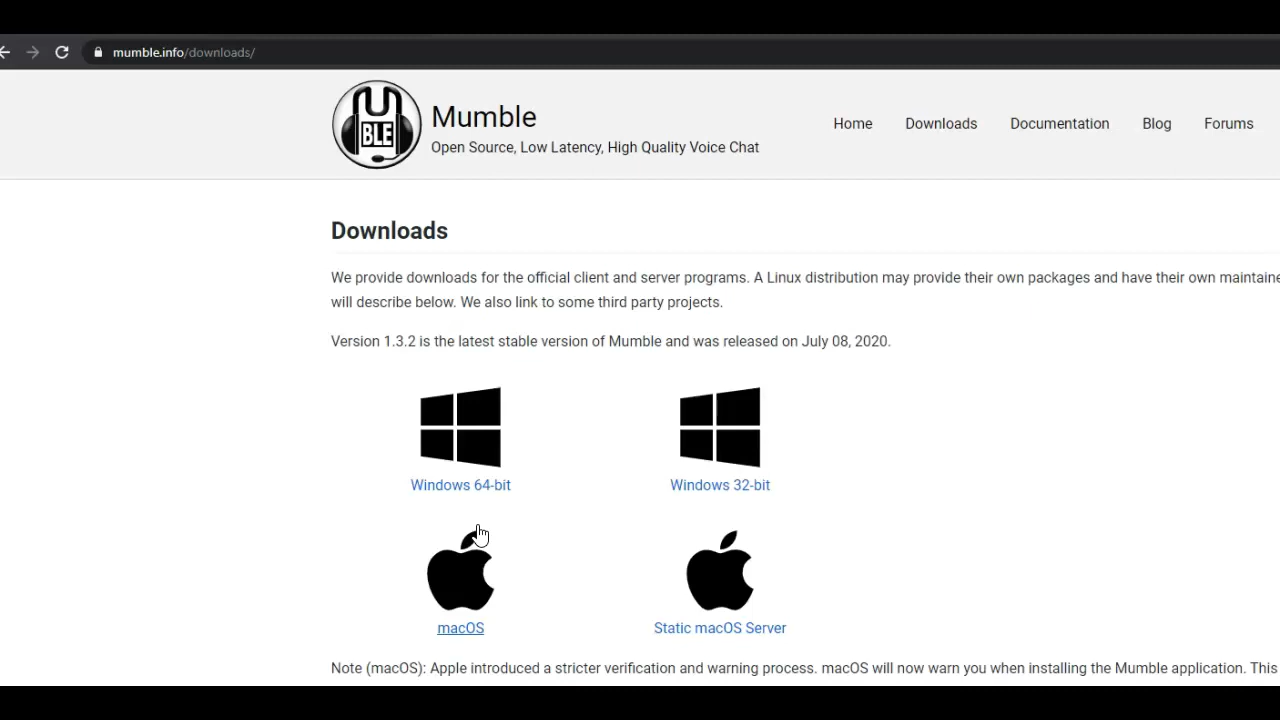 mumble.info/downloads/
BLE
Mumble
Open Source, Low Latency, High Quality Voice Chat
Home Downloads Documentation Blog Forums
Downloads
We provide downloads for the official client and server programs. A Linux distribution may provide their own packages and have their own maintaine
will describe below. We also link to some third party projects.
Version 1.3.2 is the latest stable version of Mumble and was released on July 08, 2020.
Windows 64-bit Windows 32-bit
macOS Static macOS Server
Note (macOS): Apple introduced a stricter verification and warning process. macOS will now warn you when installing the Mumble application. This